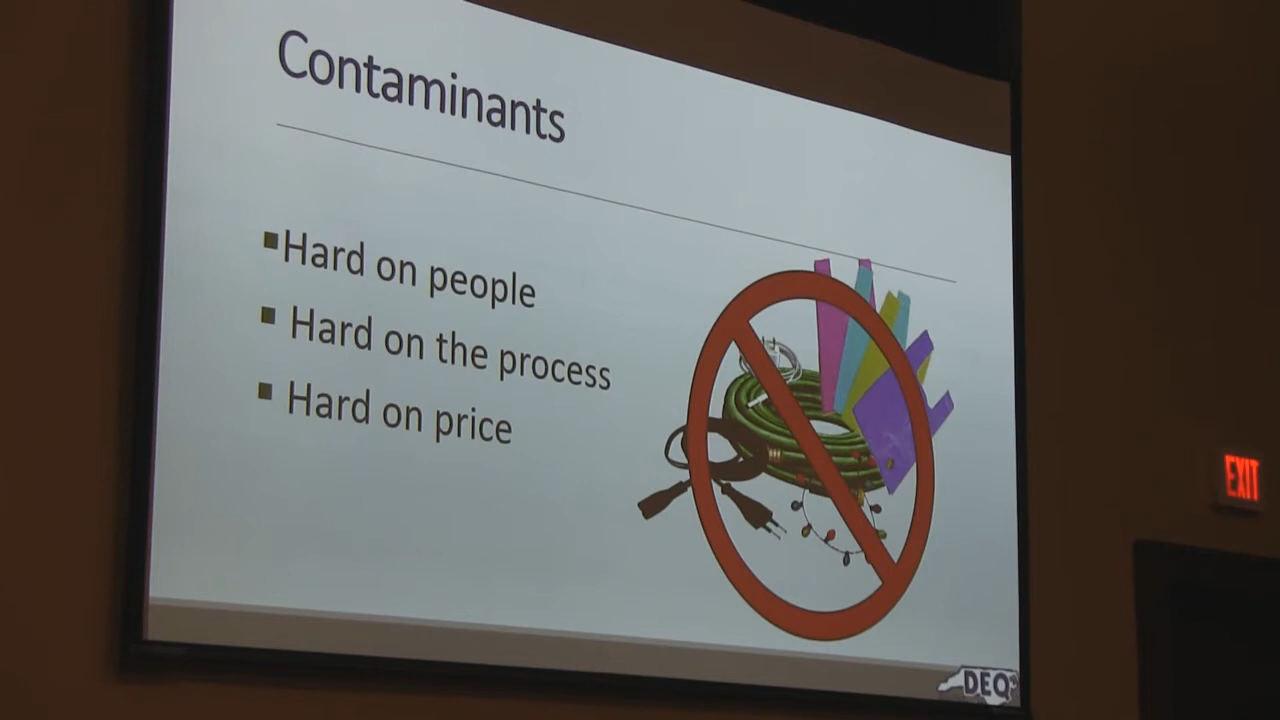 Contaminants
▪Hard on people
▪ Hard on the process
▪ Hard on price
EXIT
DEQ